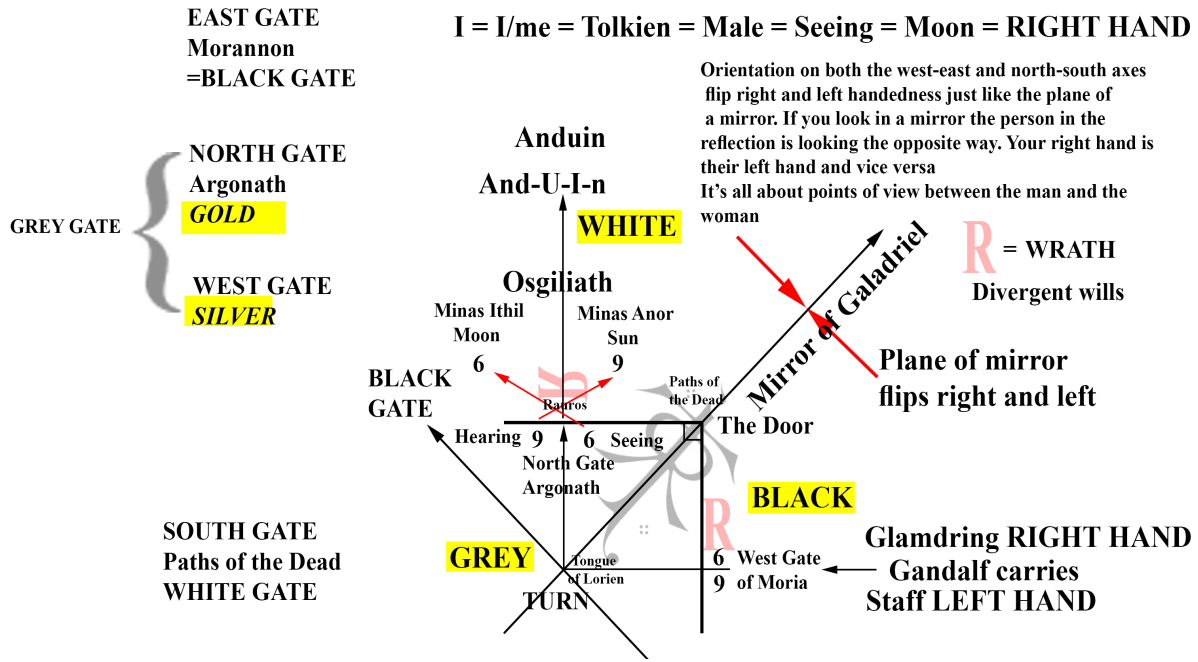 EAST GATE
Morannon
=BLACK GATE
I = I/me = Tolkien = Male = Seeing = Moon = RIGHT HAND
Orientation on both the west-east and north-south axes
flip right and left handedness just like the plane of
a mirror. If you look in a mirror the person in the
reflection is looking the opposite way. Your right hand is
their left hand and vice versa
It’s all about points of view between the man and the
woman
NORTH GATE
Argonath
GOLD
GREY GATE
WEST GATE
SILVER
Anduin
And-U-I-n
WHITE
R = WRATH
Divergent wills
Osgiliath
Minas Ithil
Moon
6
Minas Anor
Sun
9
Mirror of Galadriel
Plane of mirror
flips right and left
BLACK
GATE
R
Rauros
Paths of
the Dead
The Door
Hearing 9 6 Seeing
North Gate
Argonath
BLACK
R
SOUTH GATE
Paths of the Dead
WHITE GATE
GREY
Tongue
of Lorien
TURN
6
9
West Gate
of Moria
Glamdring RIGHT HAND
Gandalf carries
Staff LEFT HAND